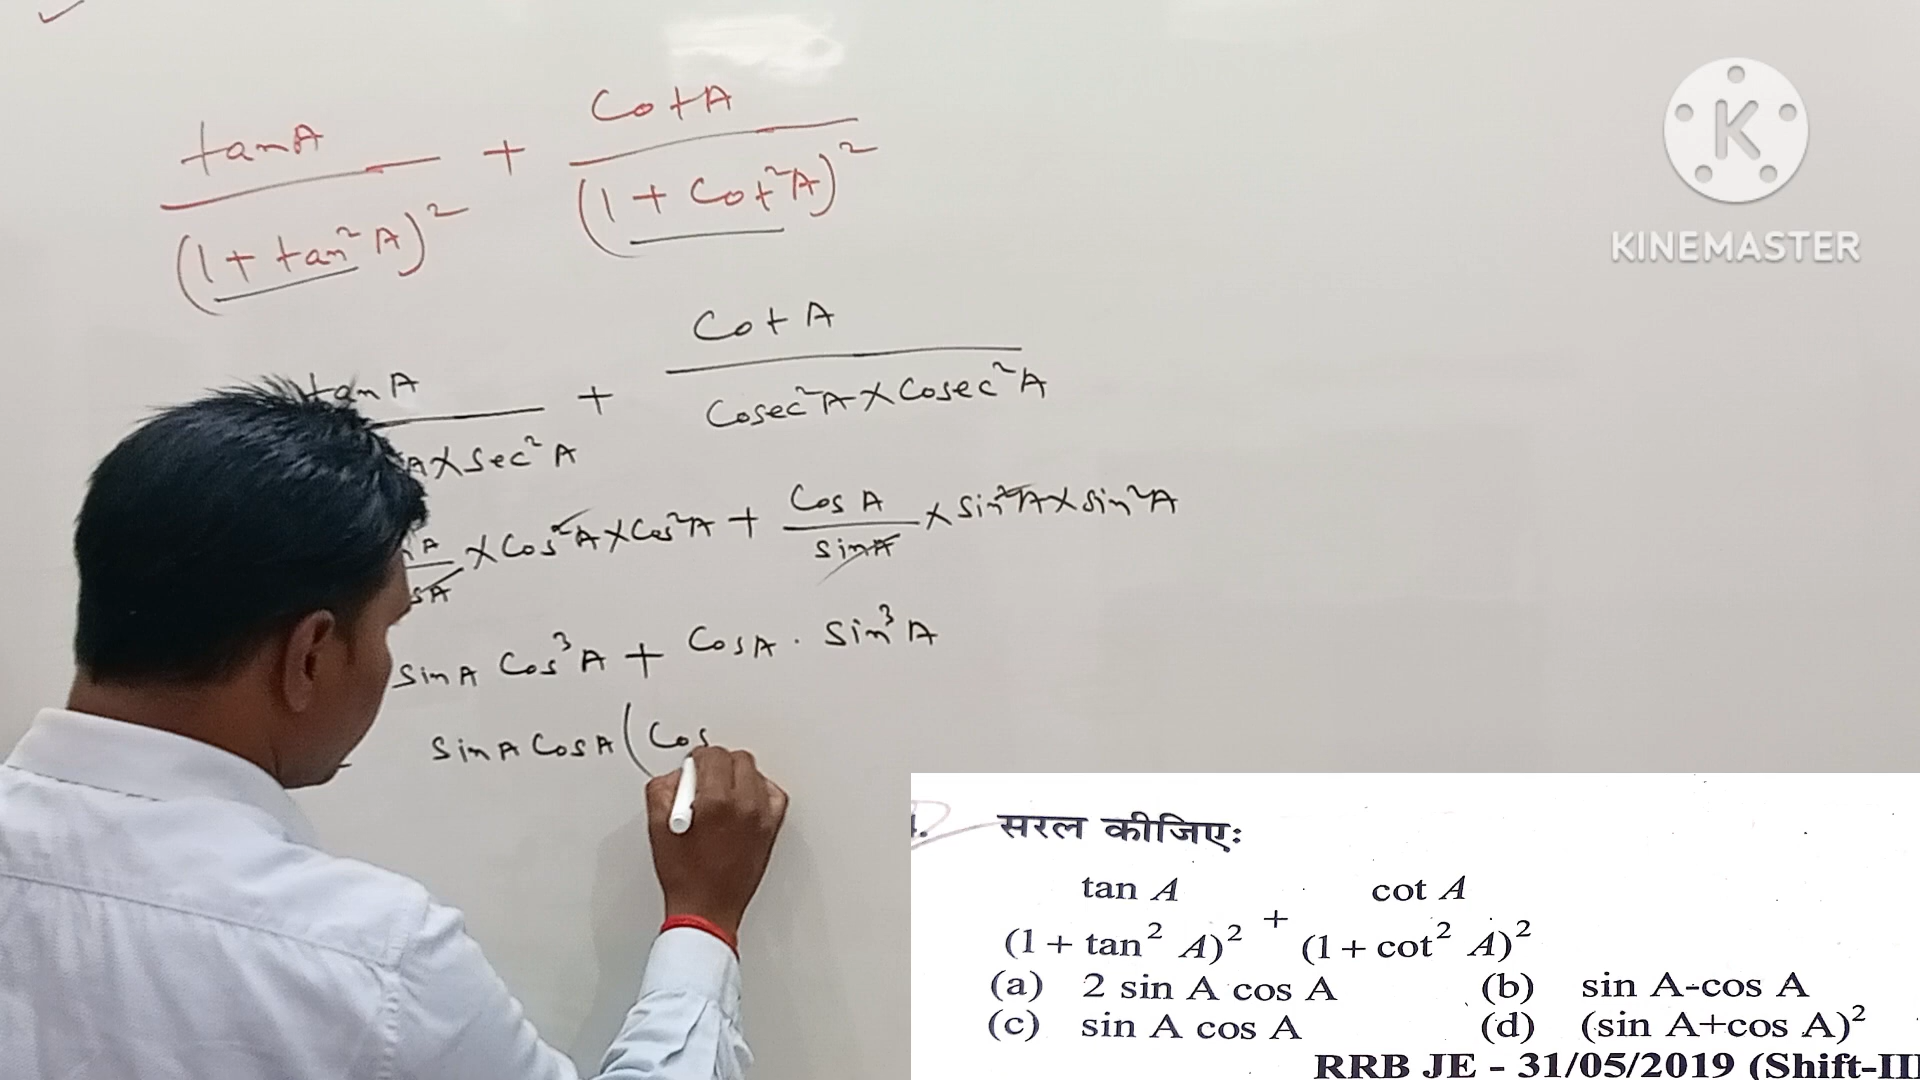 tanA + CotA
(1 + tan²A)² (1 + Cot²A)²
tanA + CotA
A×Sec²A Cosec²A×Cosec²A
×Cos²A×Cos²A + CosA ×Sin²A×Sin²A
SinA
SinA Cos³A + CosA . Sin³A
SinA CosA (Cos
KINEMASTER
सरल कीजिए:
tan A + cot A
(1 + tan² A)² (1 + cot² A)²
(a) 2 sin A cos A (b) sin A-cos A
(c) sin A cos A (d) (sin A+cos A)²
RRB JE - 31/05/2019 (Shift-III